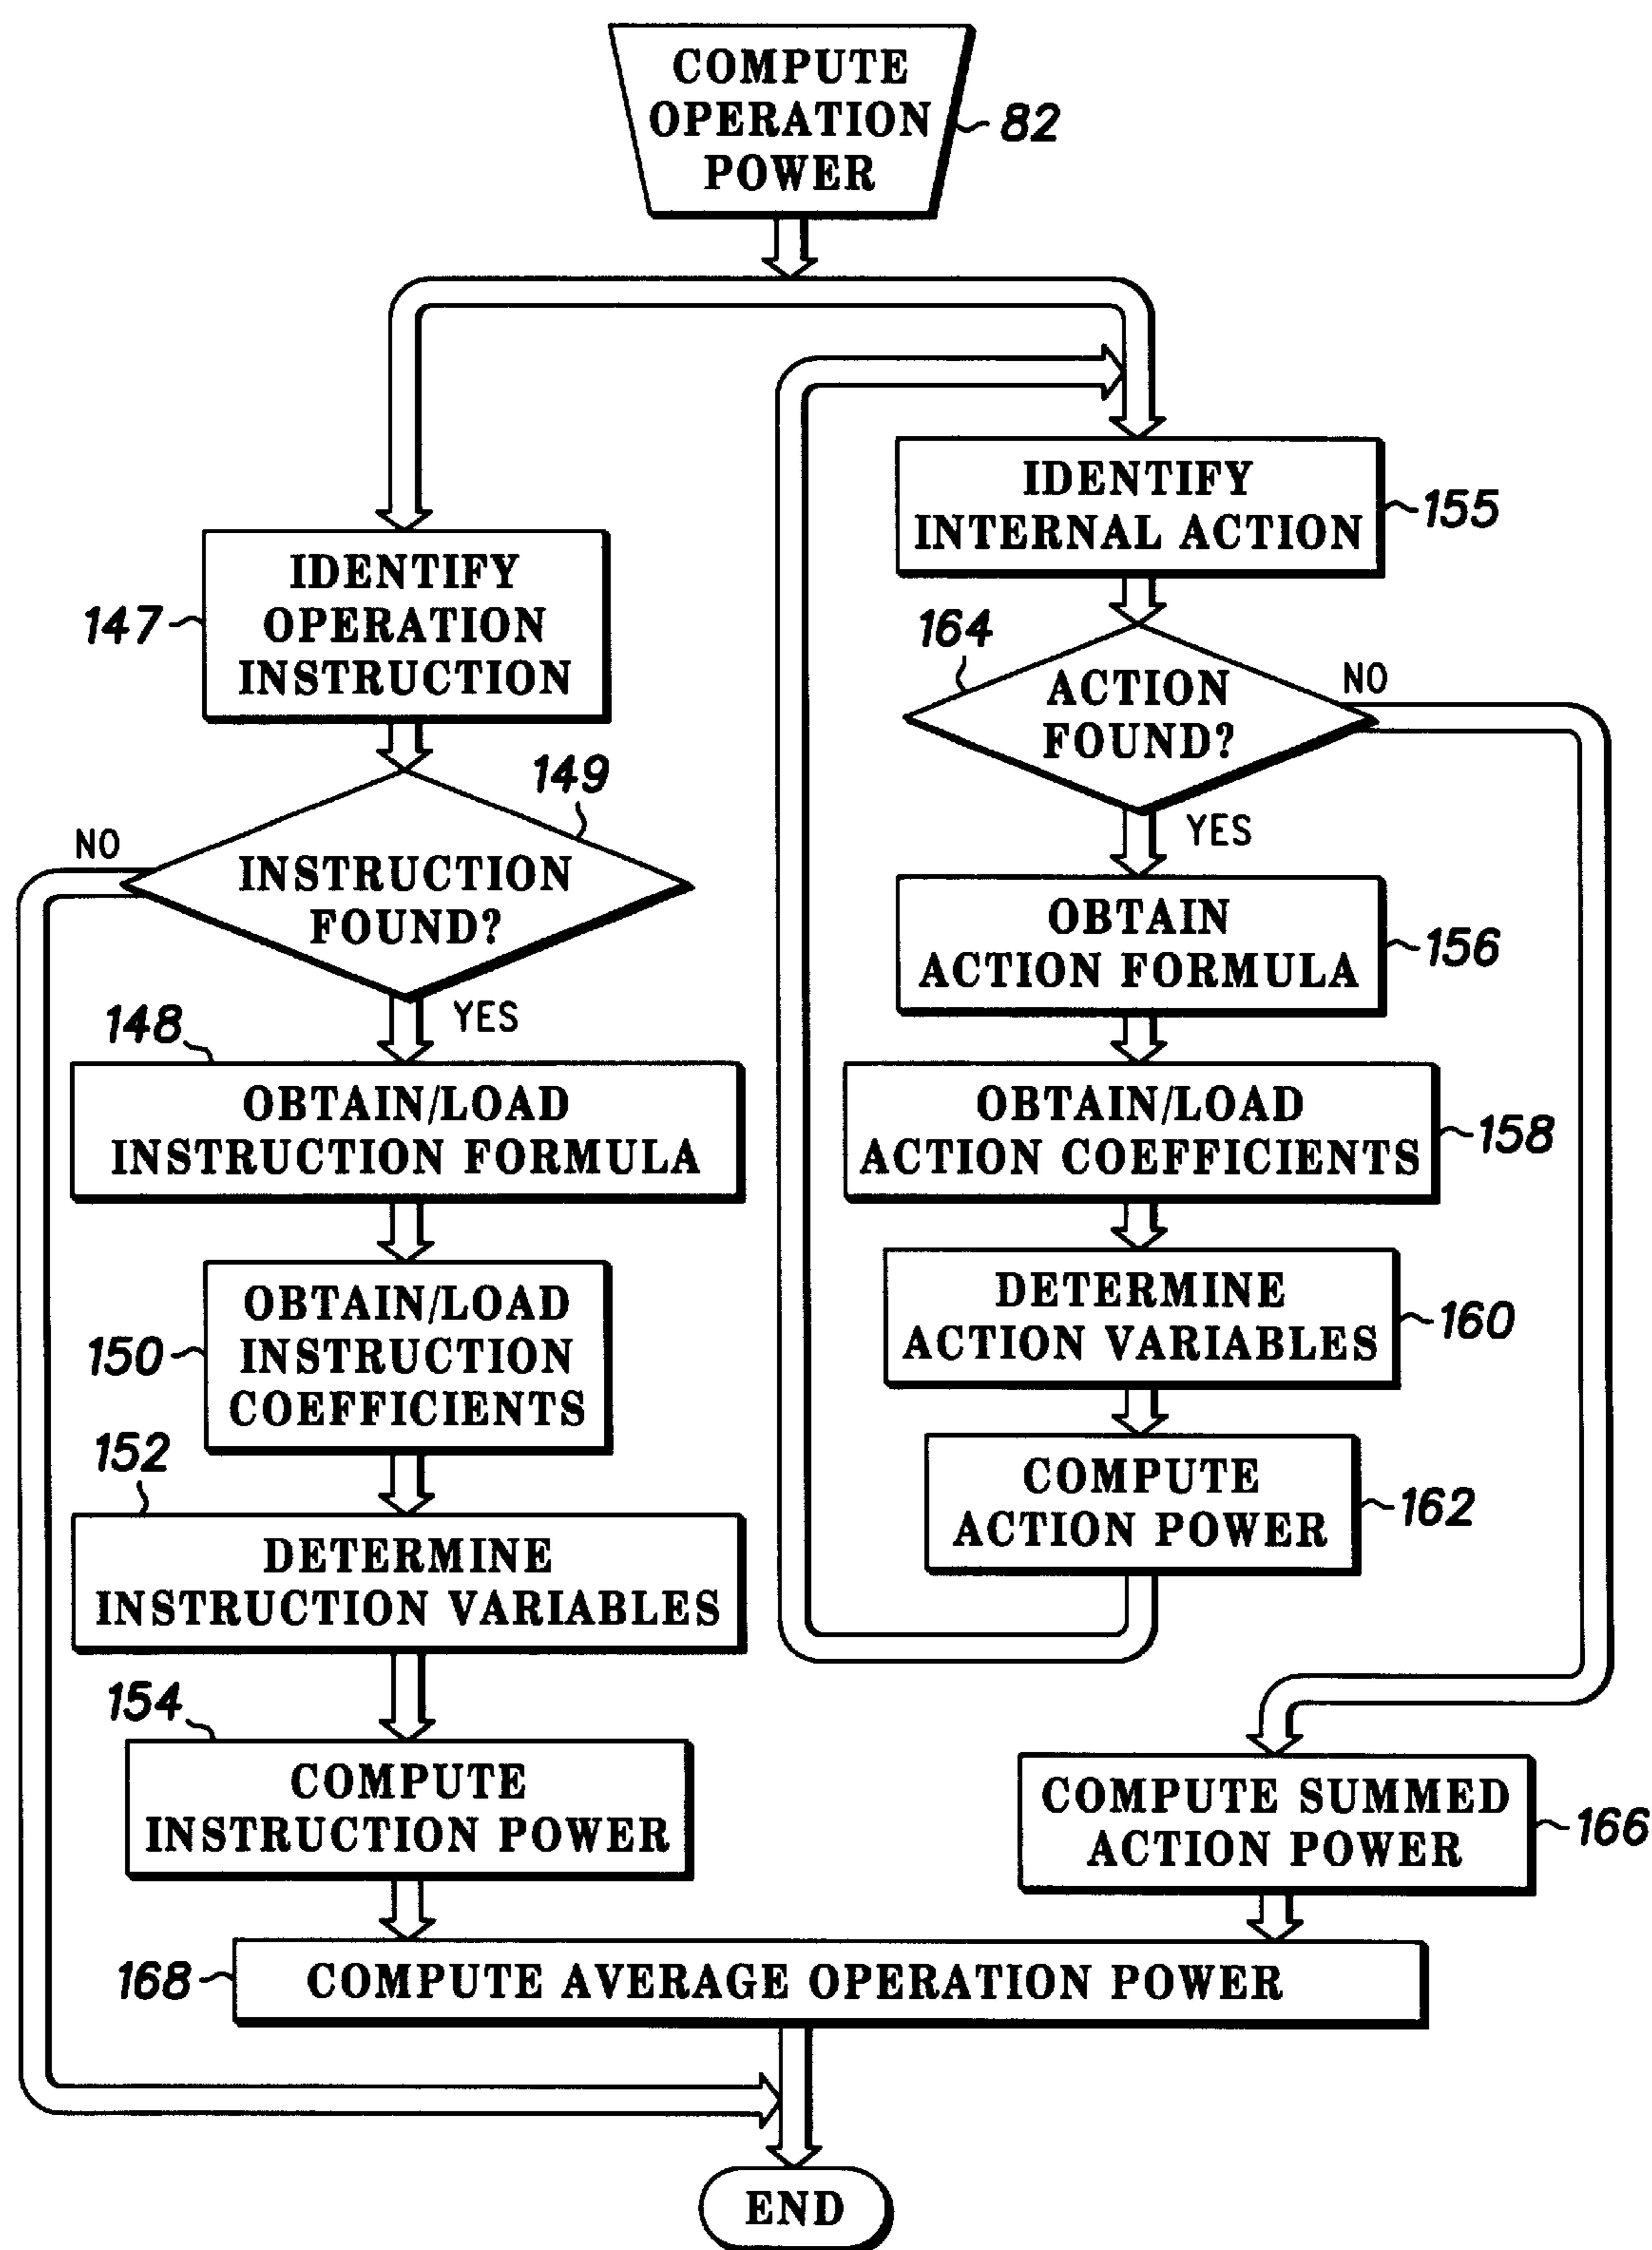 COMPUTE
OPERATION
POWER
82
IDENTIFY
OPERATION
INSTRUCTION
147
INSTRUCTION
FOUND?
149
NO
YES
148
OBTAIN/LOAD
INSTRUCTION FORMULA
OBTAIN/LOAD
INSTRUCTION
COEFFICIENTS
150
152
DETERMINE
INSTRUCTION VARIABLES
154
COMPUTE
INSTRUCTION POWER
IDENTIFY
INTERNAL ACTION
155
164
ACTION
FOUND?
NO
YES
OBTAIN
ACTION FORMULA
156
OBTAIN/LOAD
ACTION COEFFICIENTS
158
DETERMINE
ACTION VARIABLES
160
COMPUTE
ACTION POWER
162
COMPUTE SUMMED
ACTION POWER
166
168
COMPUTE AVERAGE OPERATION POWER
END